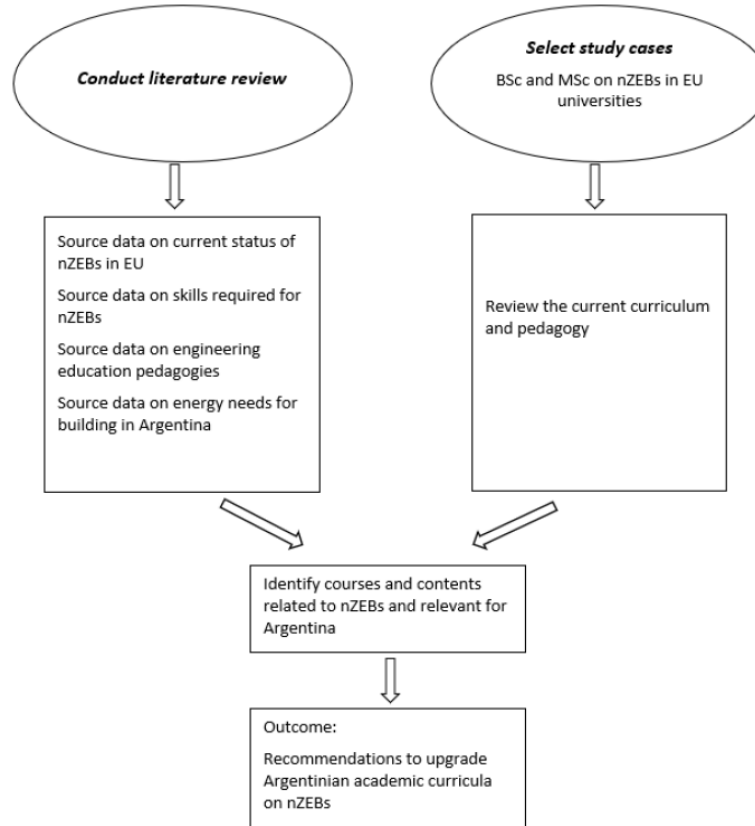 Conduct literature review
Select study cases
BSc and MSc on nZEBs in EU
universities
Source data on current status of
nZEBs in EU
Source data on skills required for
nZEBs
Source data on engineering
education pedagogies
Source data on energy needs for
building in Argentina
Review the current curriculum
and pedagogy
Identify courses and contents
related to nZEBs and relevant for
Argentina
Outcome:
Recommendations to upgrade
Argentinian academic curricula
on nZEBs